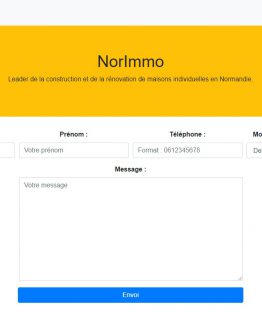 NorImmo
Leader de la construction et de la rénovation de maisons individuelles en Normandie
Prénom : Téléphone : Mo
Votre prénom Format : 0612345678 De
Message :
Votre message
Envoi